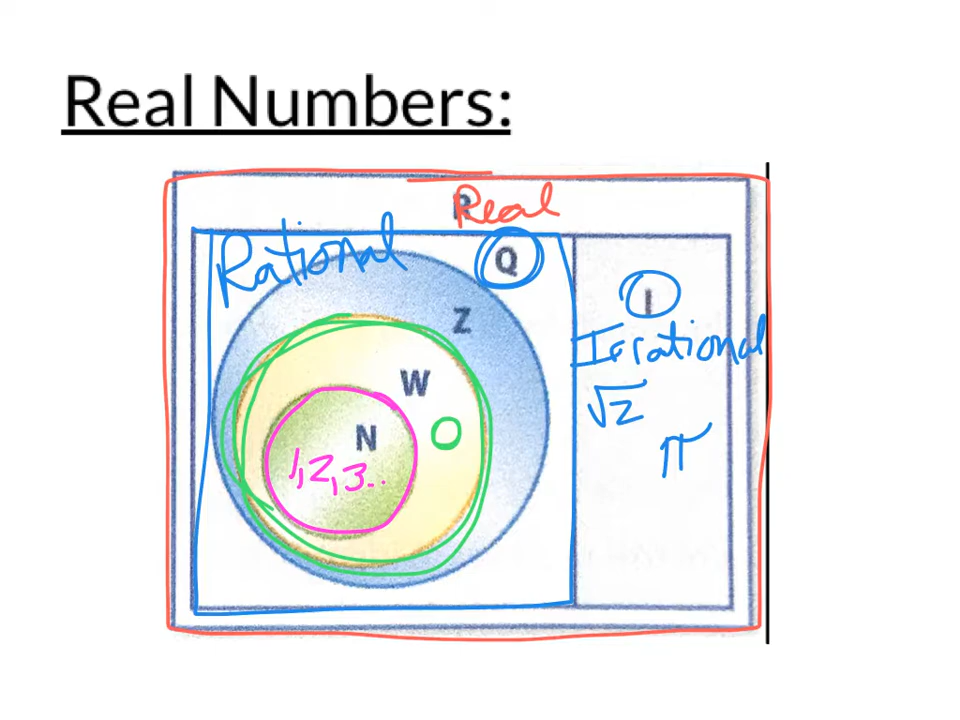 Real Numbers:
R
Real
Rational
Q
Z
I
Irrational
W
√2
N
O
π
1,2,3..